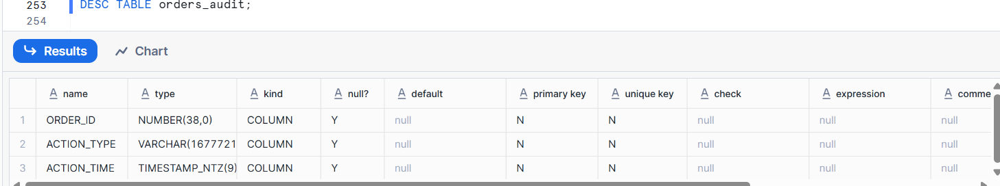 253 DESC TABLE orders_audit;
254
Results Chart
name type kind null? default primary key unique key check expression comme
1 ORDER_ID NUMBER(38,0) COLUMN Y null N N null null null
2 ACTION_TYPE VARCHAR(1677721 COLUMN Y null N N null null null
3 ACTION_TIME TIMESTAMP_NTZ(9) COLUMN Y null N N null null null